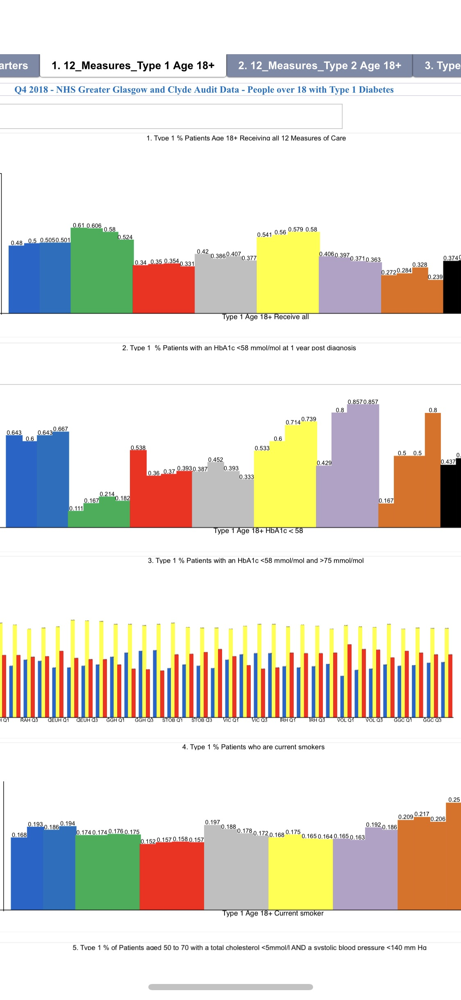 arters 1. 12_Measures_Type 1 Age 18+ 2. 12_Measures_Type 2 Age 18+ 3. Type
Q4 2018 - NHS Greater Glasgow and Clyde Audit Data - People over 18 with Type 1 Diabetes
1. Type 1 % Patients Age 18+ Receiving all 12 Measures of Care
0.48 0.5 0.505 0.501 0.61 0.606 0.58 0.524 0.34 0.35 0.354 0.331 0.42 0.386 0.407 0.377 0.541 0.56 0.579 0.58 0.406 0.397 0.371 0.363 0.272 0.284 0.328 0.239 0.374 0
Type 1 Age 18+ Receive all
2. Type 1 % Patients with an HbA1c <58 mmol/mol at 1 year post diagnosis
0.643 0.6 0.643 0.667 0.111 0.167 0.214 0.182 0.538 0.36 0.37 0.393 0.387 0.452 0.393 0.333 0.533 0.6 0.714 0.739 0.429 0.8 0.857 0.857 0.167 0.5 0.5 0.8 0.437 0.
Type 1 Age 18+ HbA1c < 58
3. Type 1 % Patients with an HbA1c <58 mmol/mol and >75 mmol/mol
H Q1 RAH Q3 QEUH Q1 QEUH Q3 GGH Q1 GGH Q3 STOB Q1 STOB Q3 VIC Q1 VIC Q3 IRH Q1 IRH Q3 VOL Q1 VOL Q3 GGC Q1 GGC Q3
4. Type 1 % Patients who are current smokers
0.168 0.193 0.186 0.194 0.174 0.174 0.176 0.175 0.152 0.157 0.158 0.157 0.197 0.188 0.178 0.172 0.168 0.175 0.165 0.164 0.165 0.163 0.192 0.186 0.209 0.217 0.206 0.25
Type 1 Age 18+ Current smoker
5. Type 1 % of Patients aged 50 to 70 with a total cholesterol <5mmol/l AND a systolic blood pressure <140 mm Hg